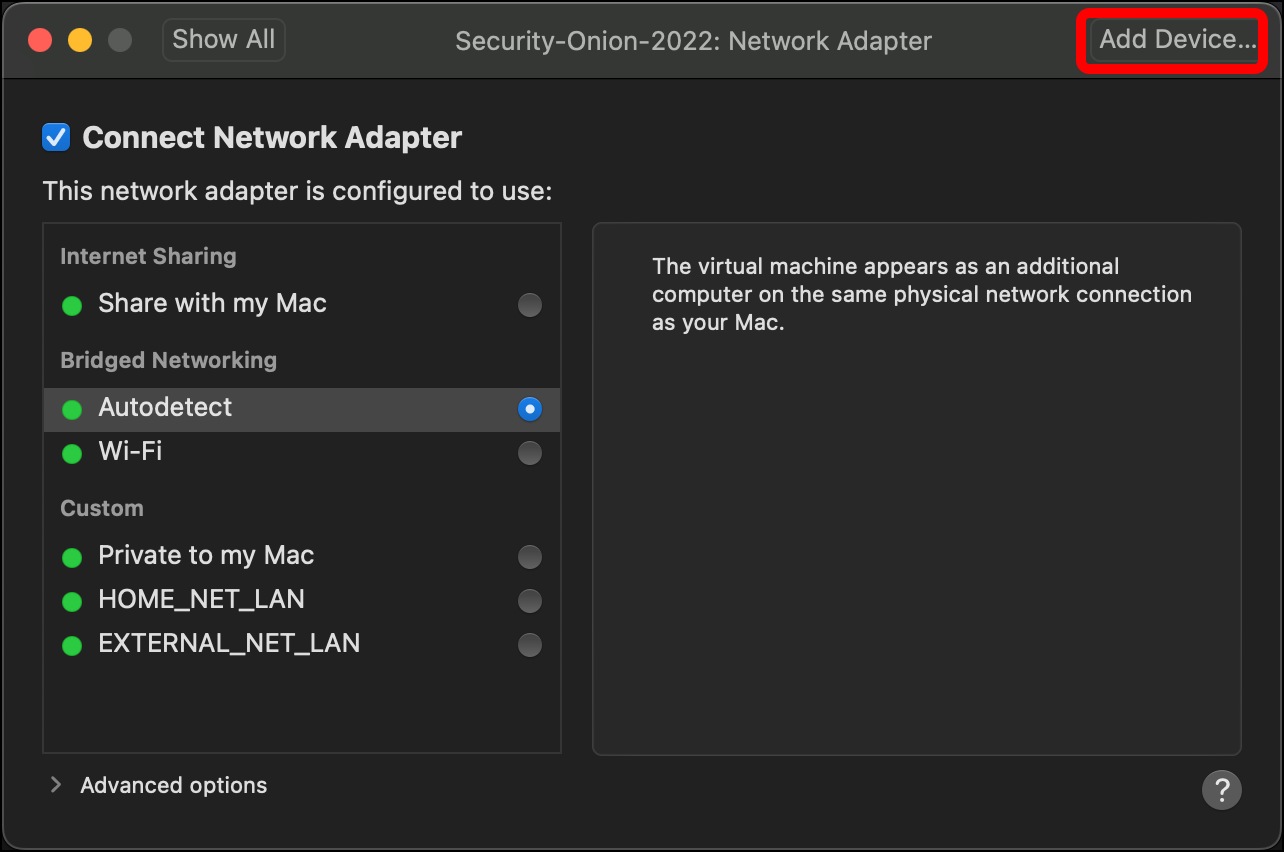 Show All
Security-Onion-2022: Network Adapter
Add Device...
Connect Network Adapter
This network adapter is configured to use:
Internet Sharing
Share with my Mac
Bridged Networking
Autodetect
Wi-Fi
Custom
Private to my Mac
HOME_NET_LAN
EXTERNAL_NET_LAN
The virtual machine appears as an additional
computer on the same physical network connection
as your Mac.
Advanced options
?